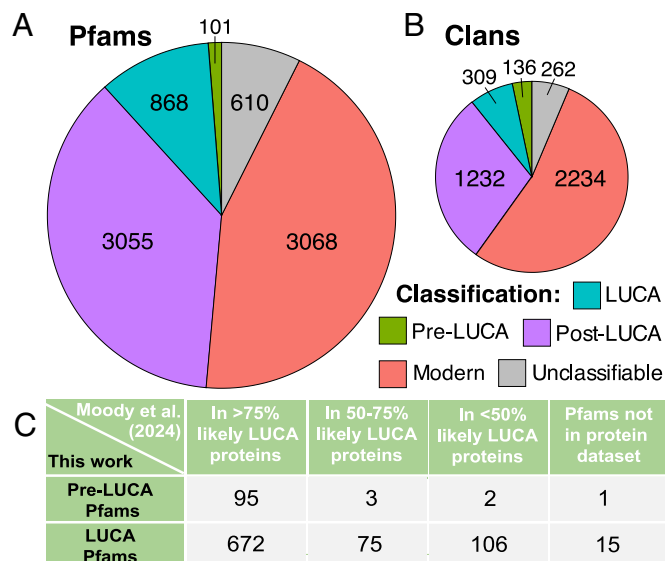 A
Pfams
101
868
610
3055
3068
B
Clans
309
136
262
1232
2234
Classification: LUCA
Pre-LUCA Post-LUCA
Modern Unclassifiable
C
Moody et al.
(2024)
This work
In >75%
likely LUCA
proteins
In 50-75%
likely LUCA
proteins
In <50%
likely LUCA
proteins
Pfams not
in protein
dataset
Pre-LUCA
Pfams
95 3 2 1
LUCA
Pfams
672 75 106 15